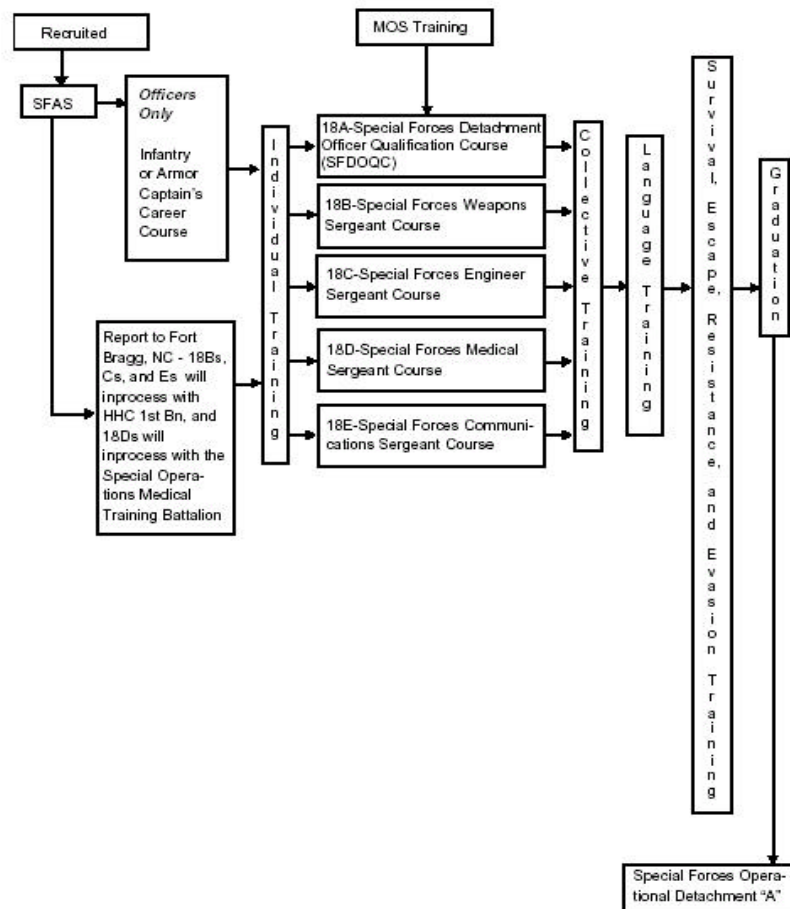 Recruited
MOS Training
SFAS
Officers
Only
Infantry
or Armor
Captain's
Career
Course
Report to Fort
Bragg, NC - 18Bs,
Cs, and Es will
inprocess with
HHC 1st Bn, and
18Ds will
inprocess with the
Special Opera-
tions Medical
Training Battalion
Individual Training
18A-Special Forces Detachment
Officer Qualification Course
(SFDOQC)
18B-Special Forces Weapons
Sergeant Course
18C-Special Forces Engineer
Sergeant Course
18D-Special Forces Medical
Sergeant Course
18E-Special Forces Communi-
cations Sergeant Course
Collective Training
Language Training
Survival, Escape, Resistance, and Evasion Training
Graduation
Special Forces Opera-
tional Detachment "A"